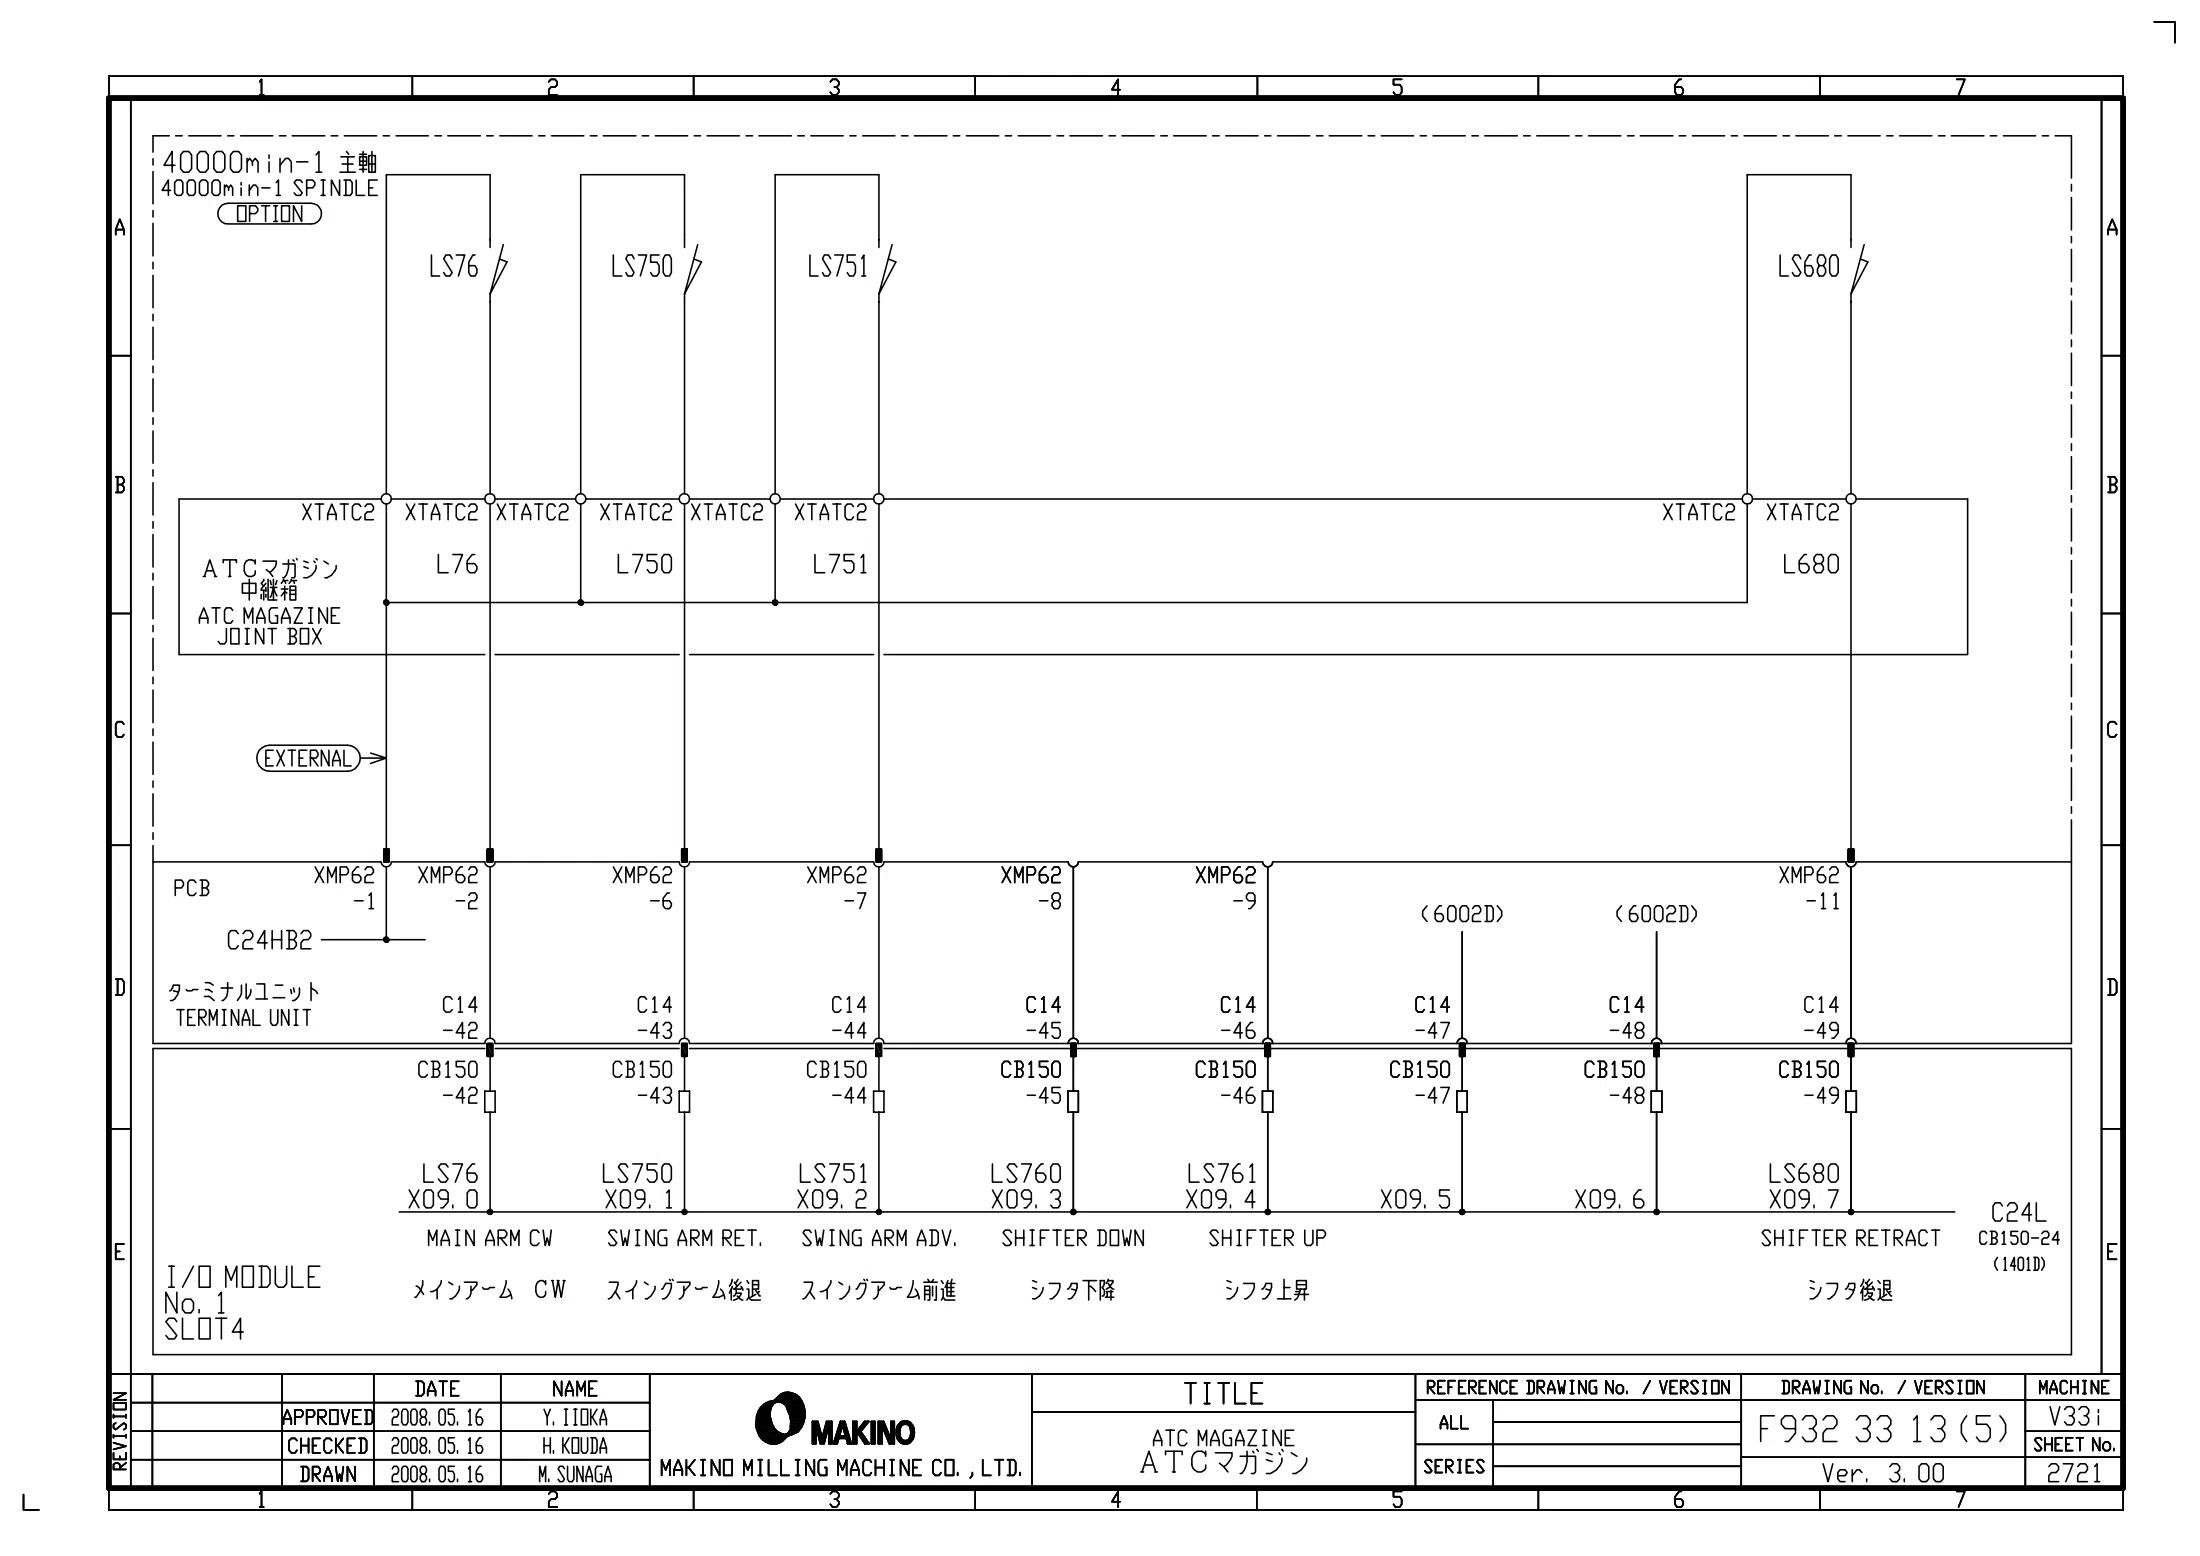 1 2 3 4 5 6 7
40000min-1 主軸
40000min-1 SPINDLE
OPTION
A A
LS76 LS750 LS751 LS680
B B
XTATC2 XTATC2 XTATC2 XTATC2 XTATC2 XTATC2 XTATC2 XTATC2
L76 L750 L751 L680
ATCマガジン
中継箱
ATC MAGAZINE
JOINT BOX
C C
EXTERNAL
XMP62 XMP62 XMP62 XMP62 XMP62 XMP62 XMP62
PCB
-1 -2 -6 -7 -8 -9 -11
(6002D) (6002D)
C24HB2
D D
ターミナルユニット
TERMINAL UNIT
C14 C14 C14 C14 C14 C14 C14 C14
-42 -43 -44 -45 -46 -47 -48 -49
CB150 CB150 CB150 CB150 CB150 CB150 CB150 CB150
-42 -43 -44 -45 -46 -47 -48 -49
LS76 LS750 LS751 LS760 LS761 LS680
X09.0 X09.1 X09.2 X09.3 X09.4 X09.5 X09.6 X09.7
C24L
CB150-24
(1401D)
MAIN ARM CW SWING ARM RET. SWING ARM ADV. SHIFTER DOWN SHIFTER UP SHIFTER RETRACT
E E
メインアーム CW スイングアーム後退 スイングアーム前進 シフタ下降 シフタ上昇 シフタ後退
I/O MODULE
No.1
SLOT4
REVISION
DATE NAME
APPROVED 2008.05.16 Y.IIOKA
CHECKED 2008.05.16 H.KOUDA
DRAWN 2008.05.16 M.SUNAGA
MAKINO
MAKINO MILLING MACHINE CO.,LTD.
TITLE
ATC MAGAZINE
ATCマガジン
REFERENCE DRAWING No. / VERSION
ALL
SERIES
DRAWING No. / VERSION
F932 33 13(5)
Ver. 3.00
MACHINE
V33i
SHEET No.
2721
1 2 3 4 5 6 7